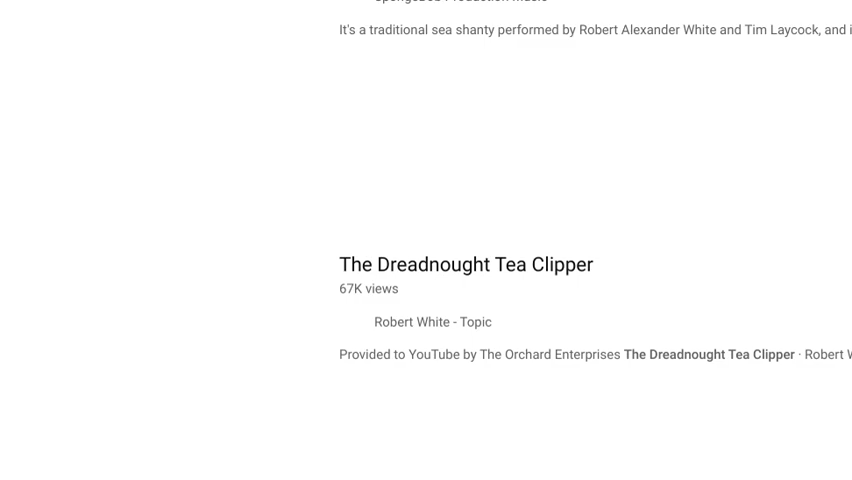 It's a traditional sea shanty performed by Robert Alexander White and Tim Laycock, and i
The Dreadnought Tea Clipper
67K views
Robert White - Topic
Provided to YouTube by The Orchard Enterprises The Dreadnought Tea Clipper · Robert